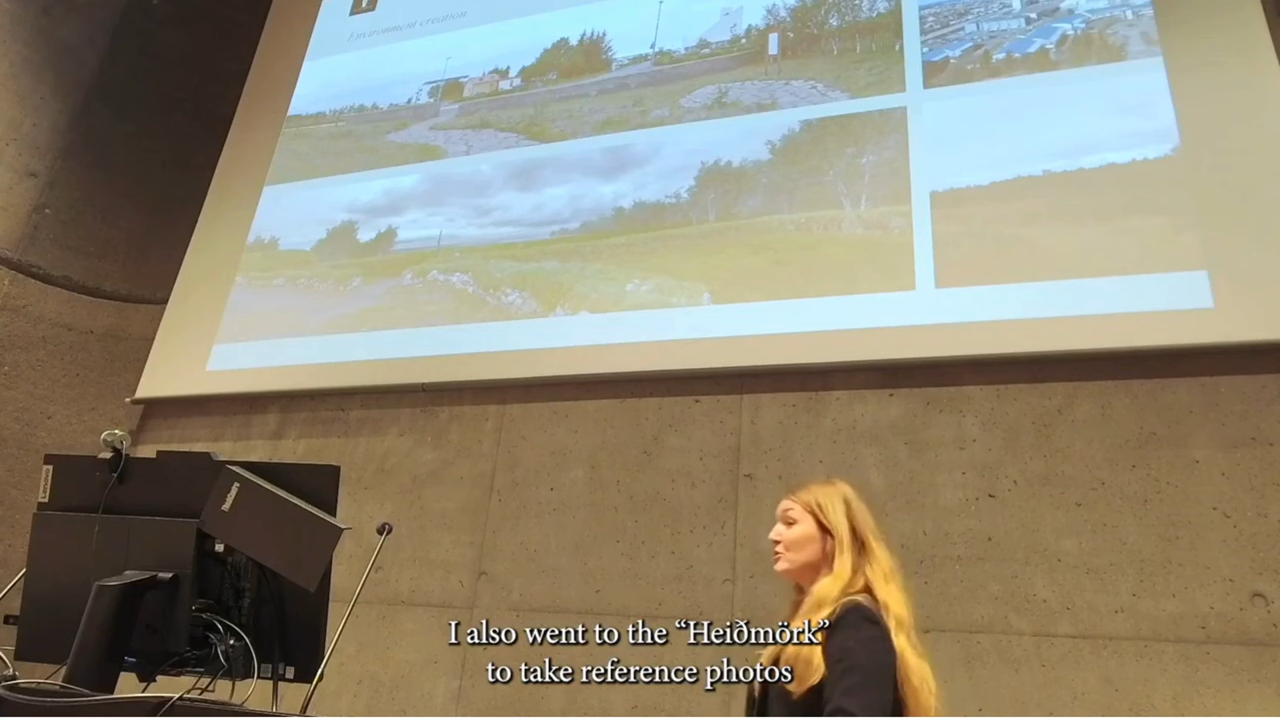 Environment creation
Lenovo
ThinkCentre
I also went to the “Heiðmörk”
to take reference photos